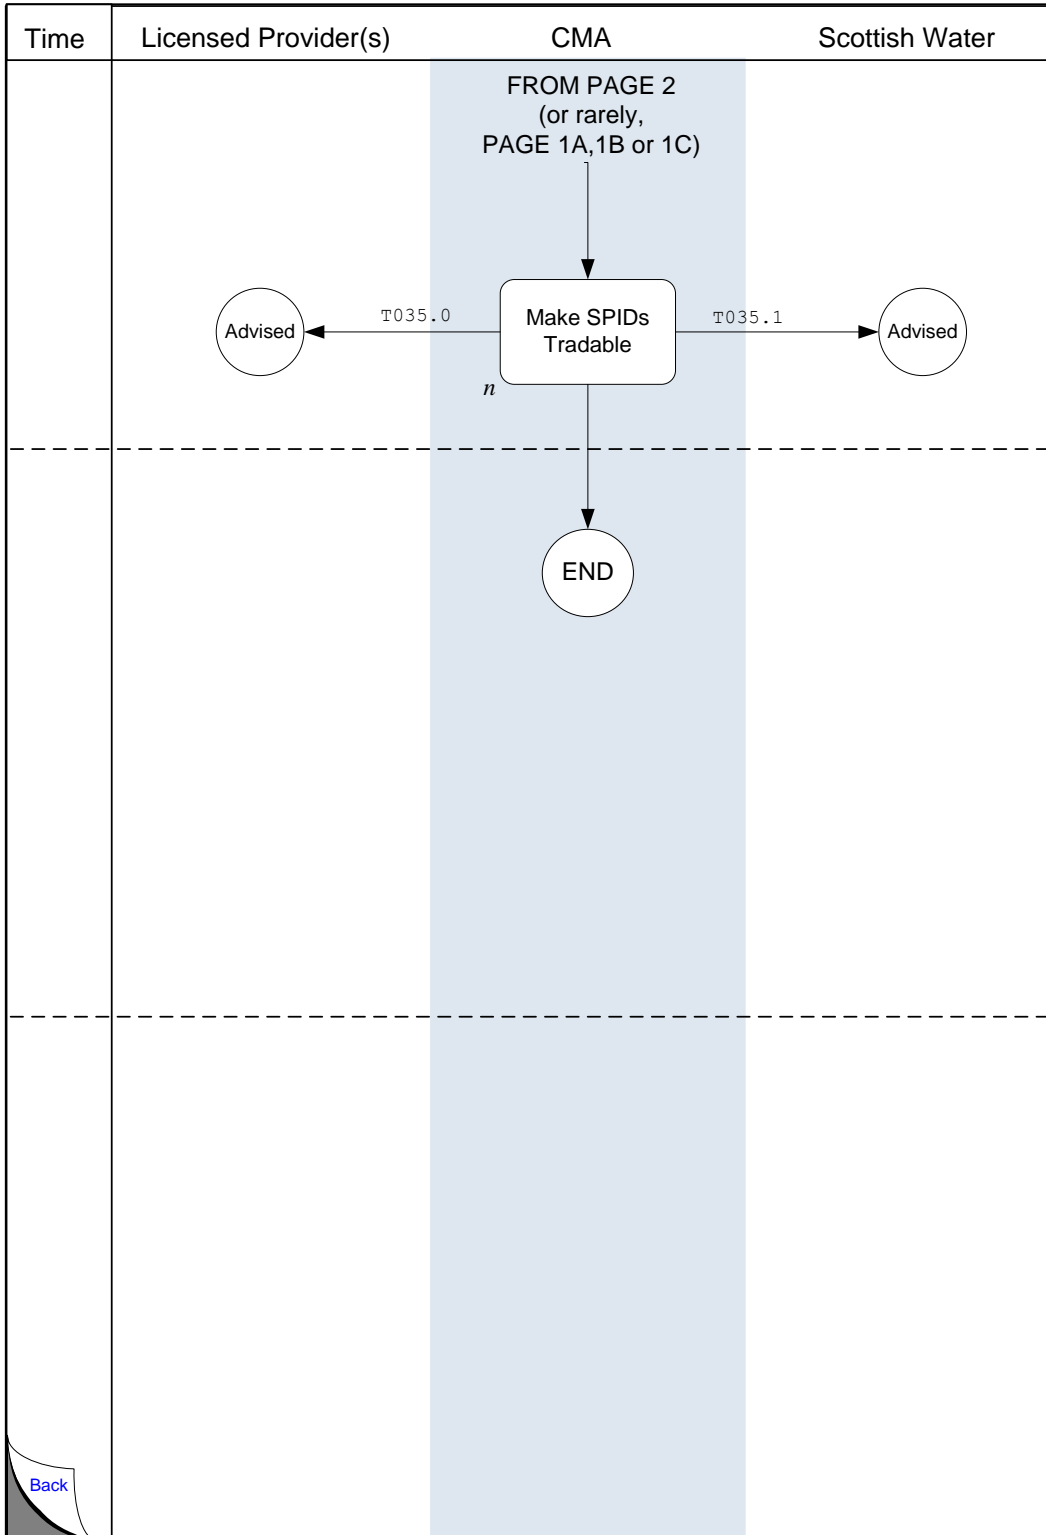 Time
Licensed Provider(s)
CMA
Scottish Water
FROM PAGE 2
(or rarely,
PAGE 1A,1B or 1C)
Advised
T035.0
Make SPIDs
Tradable
T035.1
Advised
n
END
Back